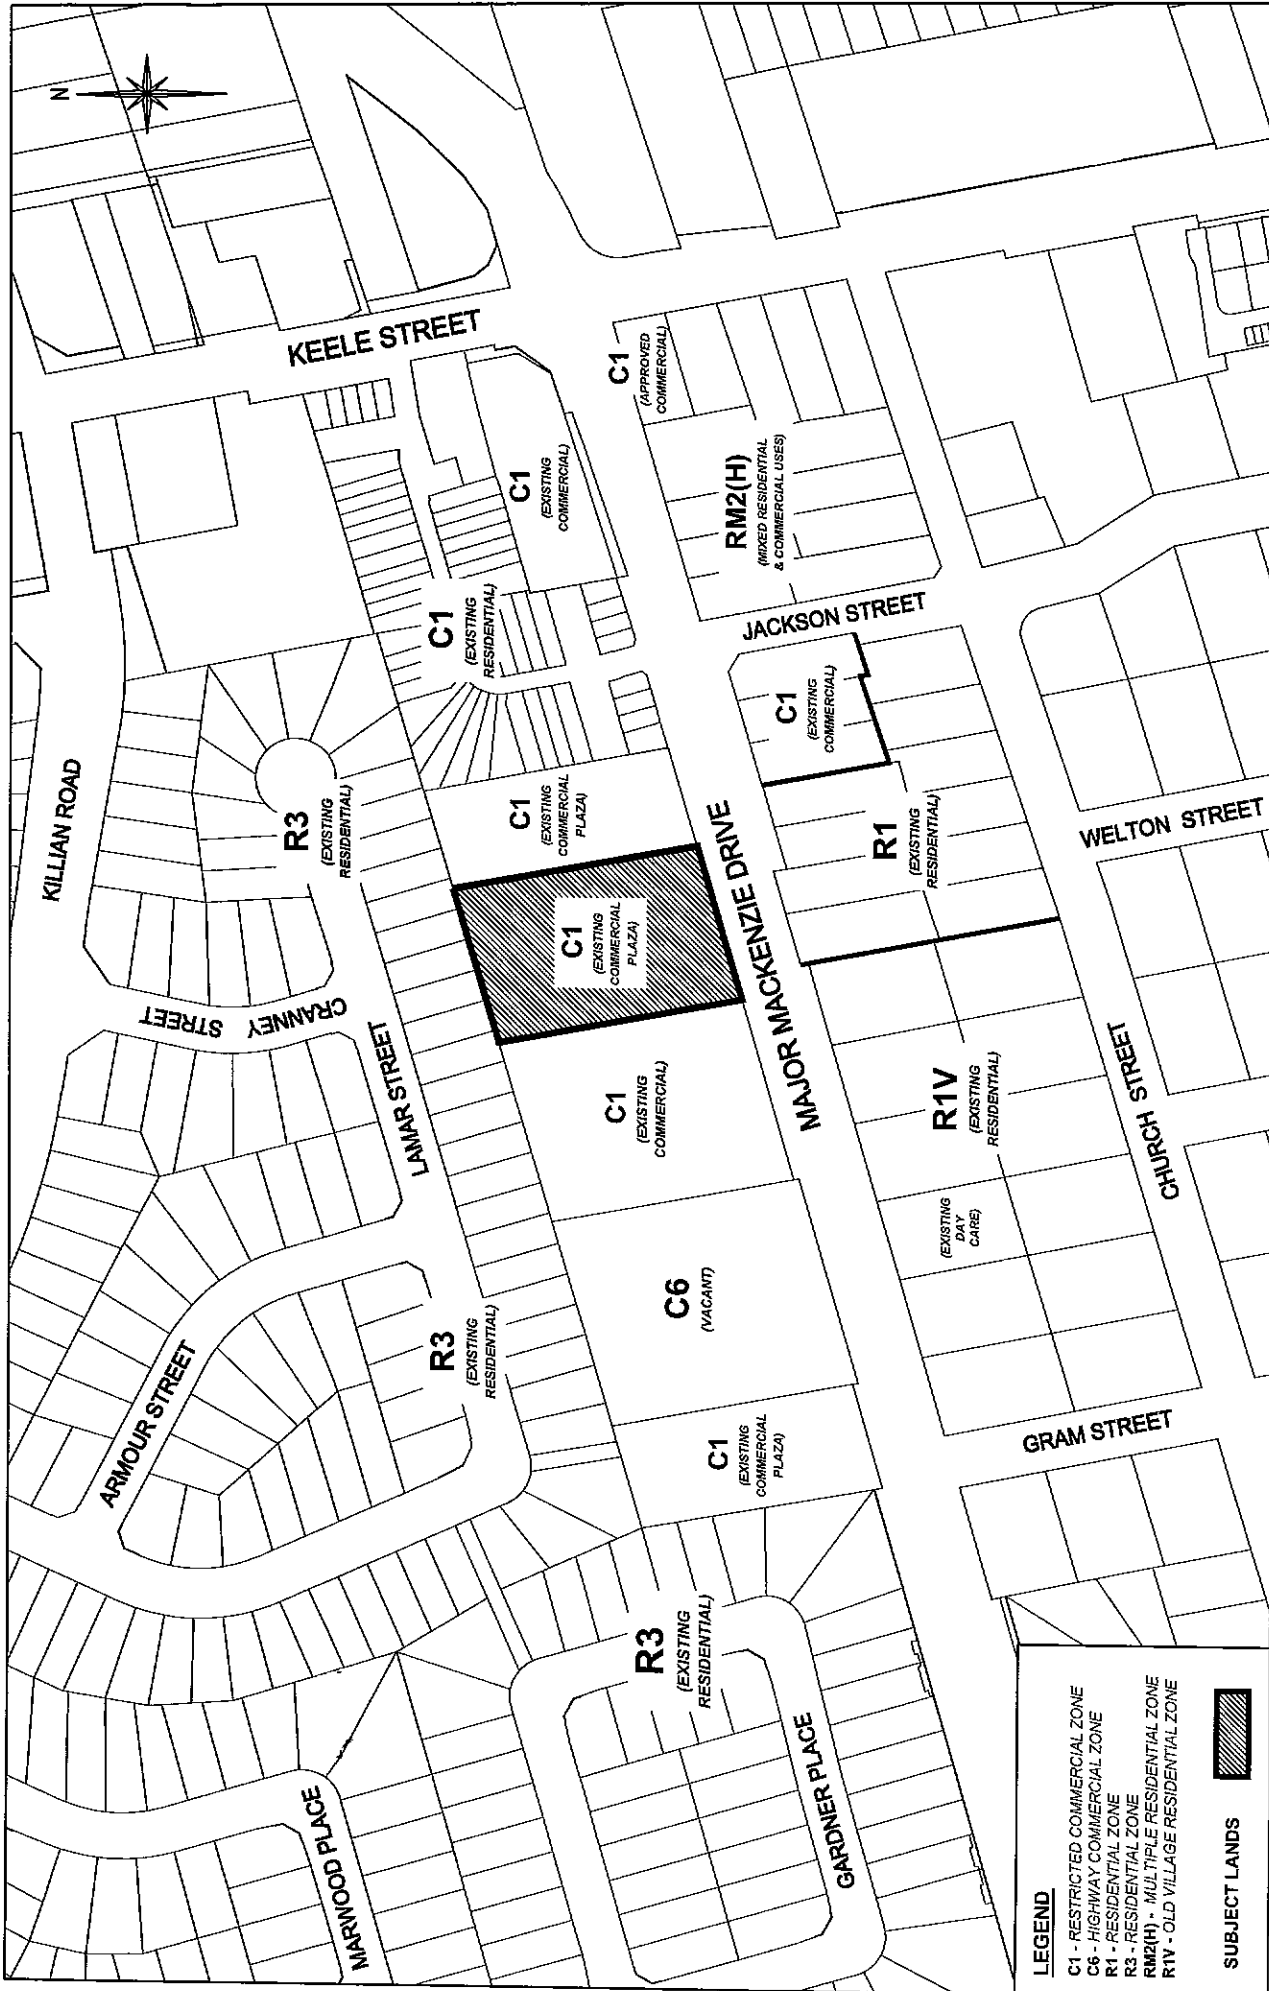 N
KEELE STREET
KILLIAN ROAD
C1
(APPROVED
COMMERCIAL)
C1
(EXISTING
COMMERCIAL)
RM2(H)
(MIXED RESIDENTIAL
& COMMERCIAL USES)
C1
(EXISTING
RESIDENTIAL)
JACKSON STREET
R3
(EXISTING
RESIDENTIAL)
C1
(EXISTING
COMMERCIAL
PLAZA)
C1
(EXISTING
COMMERCIAL)
R1
(EXISTING
RESIDENTIAL)
WELTON STREET
CRANNEY STREET
C1
(EXISTING
COMMERCIAL
PLAZA)
MAJOR MACKENZIE DRIVE
LAMAR STREET
C1
(EXISTING
COMMERCIAL)
R1V
(EXISTING
RESIDENTIAL)
CHURCH STREET
(EXISTING
DAY
CARE)
ARMOUR STREET
R3
(EXISTING
RESIDENTIAL)
C6
(VACANT)
C1
(EXISTING
COMMERCIAL
PLAZA)
GRAM STREET
R3
(EXISTING
RESIDENTIAL)
MARWOOD PLACE
GARDNER PLACE
LEGEND
C1 - RESTRICTED COMMERCIAL ZONE
C6 - HIGHWAY COMMERCIAL ZONE
R1 - RESIDENTIAL ZONE
R3 - RESIDENTIAL ZONE
RM2(H) - MULTIPLE RESIDENTIAL ZONE
R1V - OLD VILLAGE RESIDENTIAL ZONE
SUBJECT LANDS